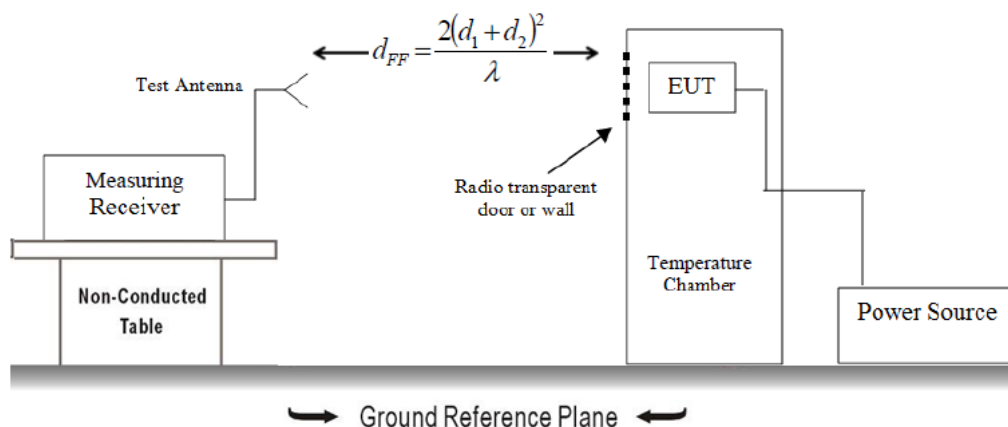 d_FF = 2(d_1 + d_2)^2 / λ
Test Antenna
EUT
Measuring
Receiver
Radio transparent
door or wall
Temperature
Chamber
Non-Conducted
Table
Power Source
Ground Reference Plane